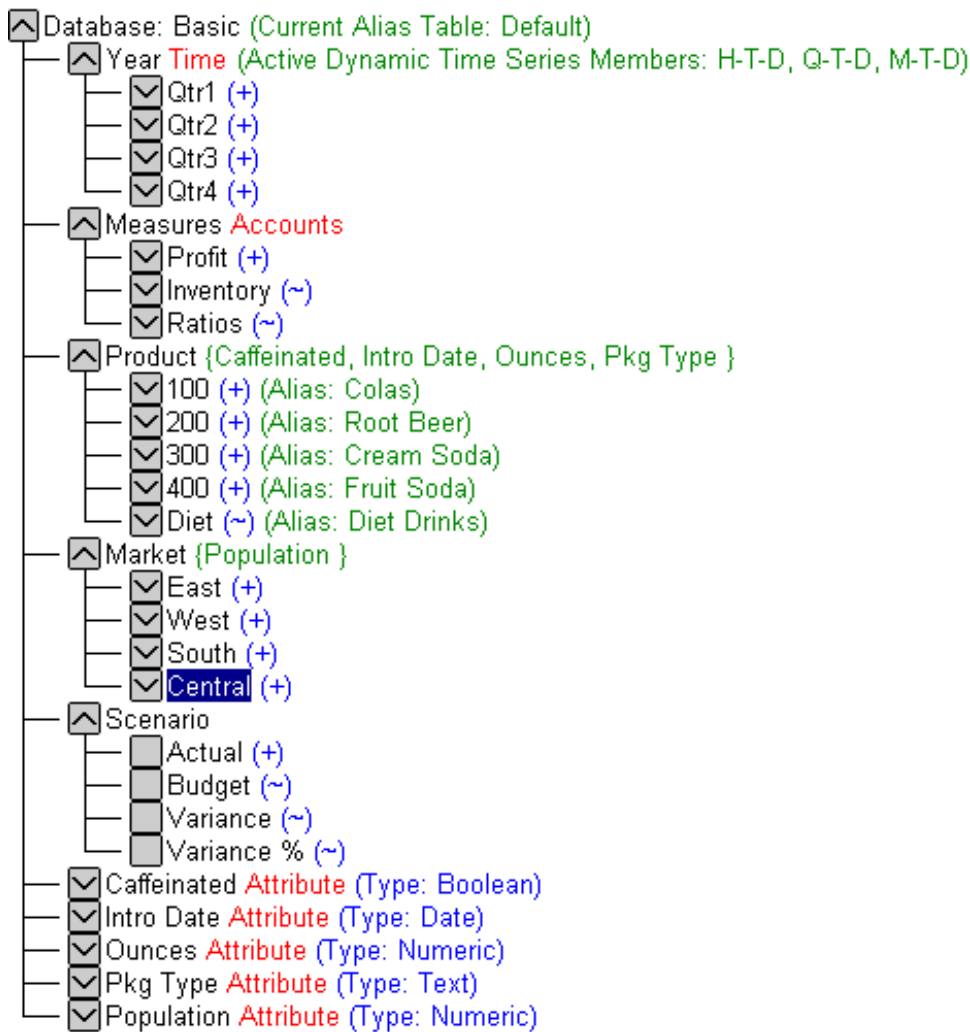 Database: Basic (Current Alias Table: Default)
Year Time (Active Dynamic Time Series Members: H-T-D, Q-T-D, M-T-D)
Qtr1 (+)
Qtr2 (+)
Qtr3 (+)
Qtr4 (+)
Measures Accounts
Profit (+)
Inventory (~)
Ratios (~)
Product {Caffeinated, Intro Date, Ounces, Pkg Type }
100 (+) (Alias: Colas)
200 (+) (Alias: Root Beer)
300 (+) (Alias: Cream Soda)
400 (+) (Alias: Fruit Soda)
Diet (~) (Alias: Diet Drinks)
Market {Population }
East (+)
West (+)
South (+)
Central (+)
Scenario
Actual (+)
Budget (~)
Variance (~)
Variance % (~)
Caffeinated Attribute (Type: Boolean)
Intro Date Attribute (Type: Date)
Ounces Attribute (Type: Numeric)
Pkg Type Attribute (Type: Text)
Population Attribute (Type: Numeric)